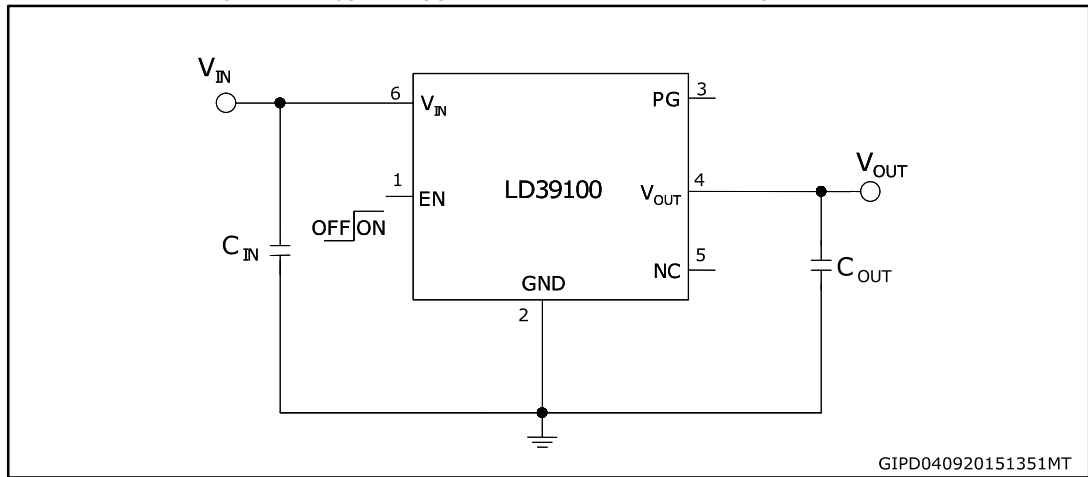 VIN
6
VIN
PG
3
1
EN
OFF ON
LD39100
VOUT
4
VOUT
CIN
NC
5
COUT
GND
2
GIPD040920151351MT